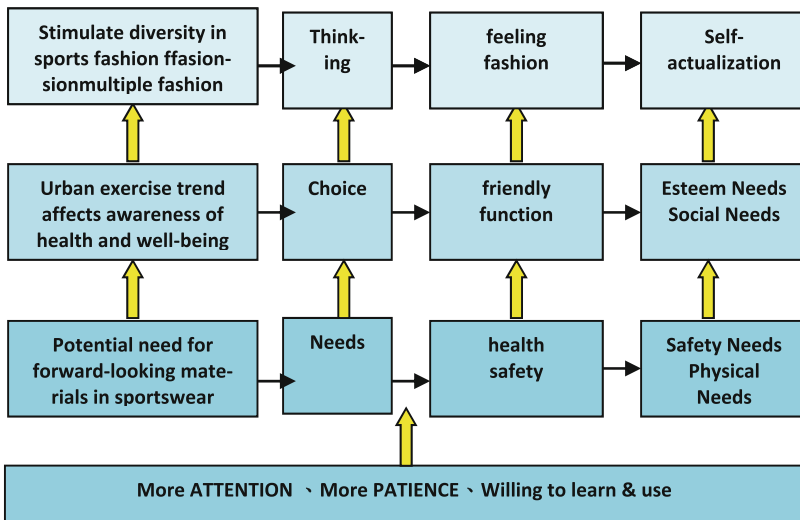 Stimulate diversity in
sports fashion ffasion-
sionmultiple fashion
Think-
ing
feeling
fashion
Self-
actualization
Urban exercise trend
affects awareness of
health and well-being
Choice
friendly
function
Esteem Needs
Social Needs
Potential need for
forward-looking mate-
rials in sportswear
Needs
health
safety
Safety Needs
Physical
Needs
More ATTENTION 、More PATIENCE、Willing to learn & use